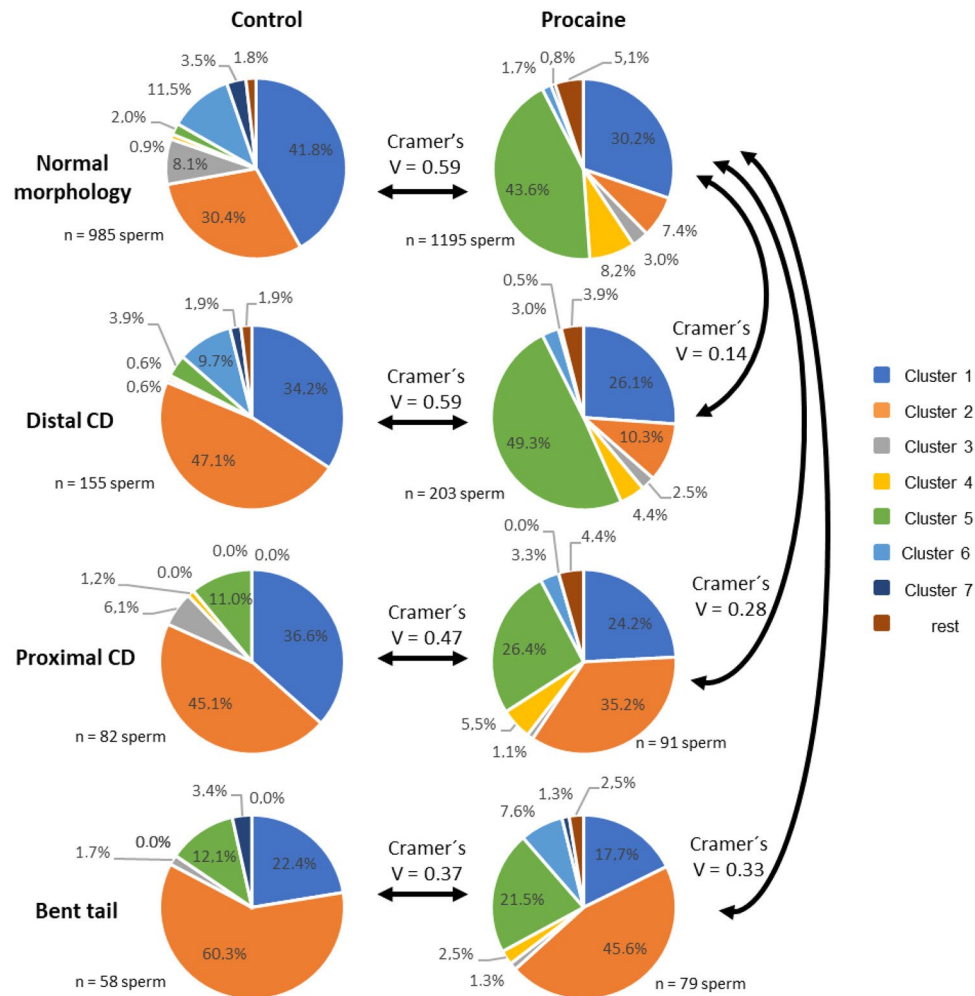 Control
Procaine
3.5%
1.8%
11.5%
2.0%
0.9%
8.1%
41.8%
30.4%
Normal
morphology
n = 985 sperm
Cramer's
V = 0.59
1.7%
0,8%
5,1%
30.2%
43.6%
7.4%
3.0%
8,2%
n = 1195 sperm
1,9%
1,9%
3.9%
9.7%
0.6%
0.6%
34.2%
47,1%
Distal CD
n = 155 sperm
Cramer´s
V = 0.59
0.5%
3.0%
3.9%
26,1%
10.3%
49.3%
2.5%
4.4%
n = 203 sperm
Cramer´s
V = 0.14
0.0%
0.0%
0.0%
1,2%
11.0%
6,1%
36.6%
45.1%
Proximal CD
n = 82 sperm
Cramer´s
V = 0.47
0.0%
4.4%
3.3%
24.2%
26.4%
35.2%
5,5%
1.1%
n = 91 sperm
Cramer´s
V = 0.28
3.4%
0.0%
0.0%
1.7%
12,1%
22.4%
60.3%
Bent tail
n = 58 sperm
Cramer´s
V = 0.37
1.3%
2,5%
7.6%
17,7%
21.5%
45.6%
2,5%
1.3%
n = 79 sperm
Cramer´s
V = 0.33
Cluster 1
Cluster 2
Cluster 3
Cluster 4
Cluster 5
Cluster 6
Cluster 7
rest